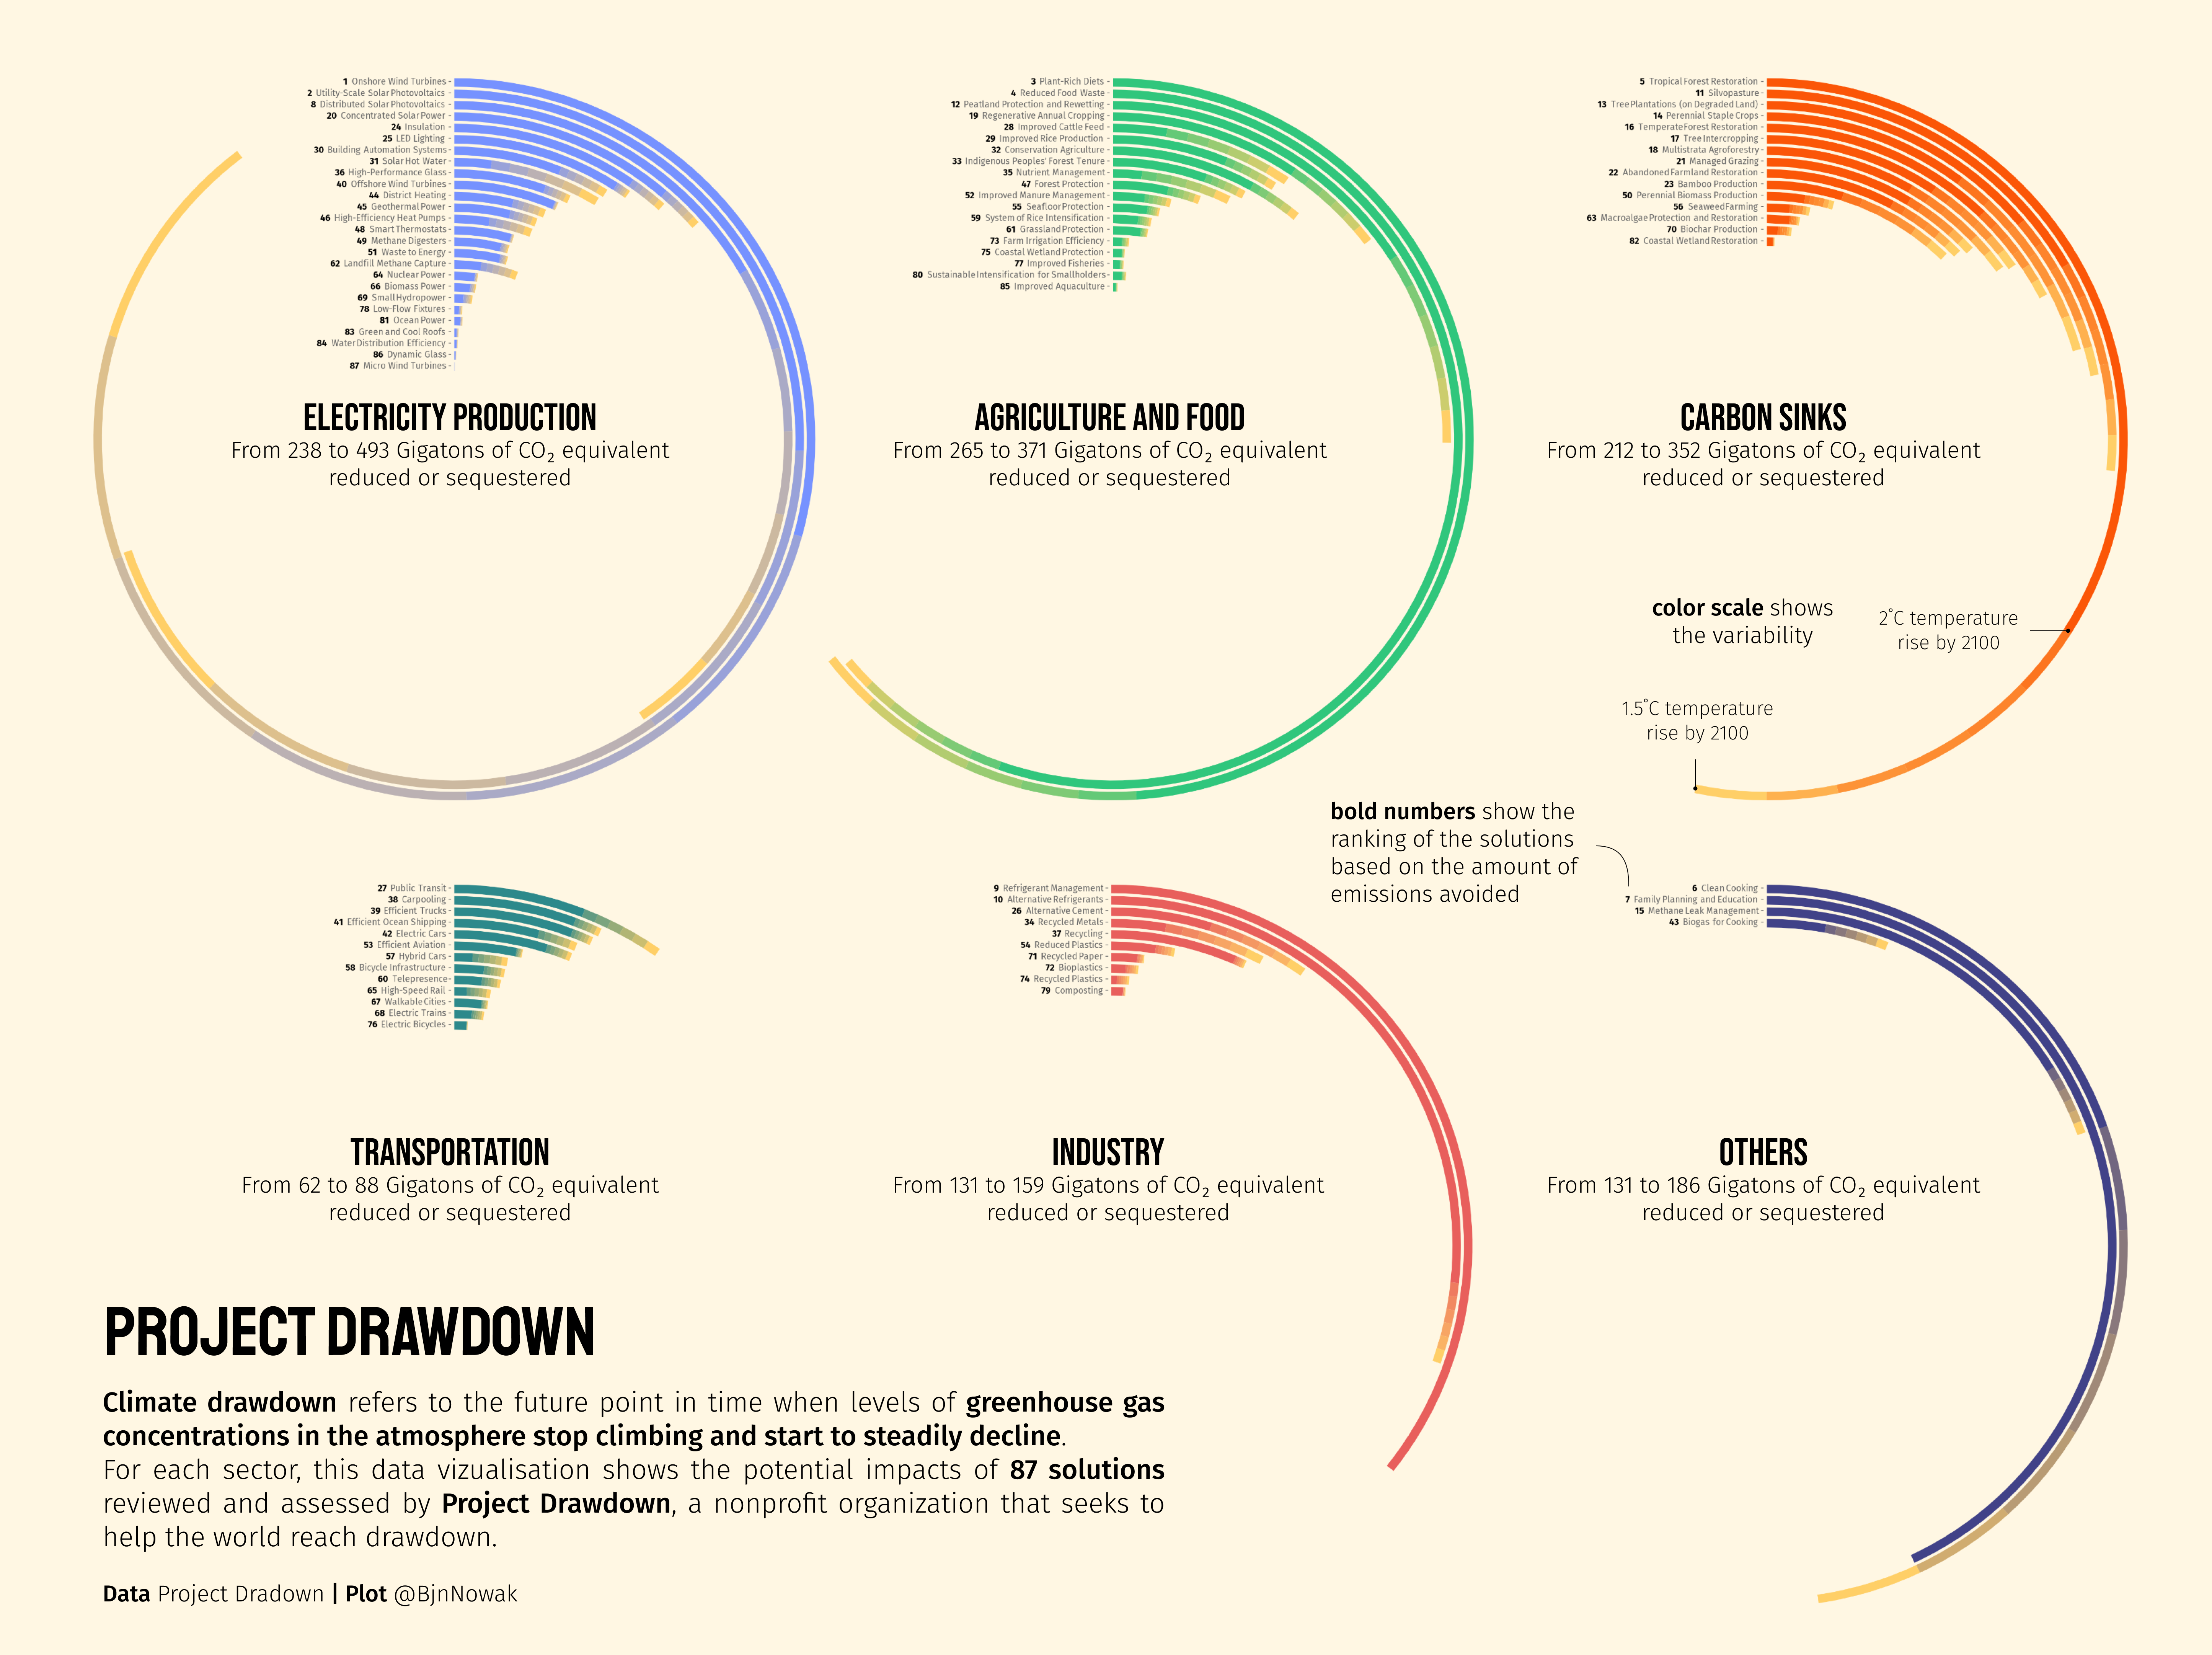 1 Onshore Wind Turbines
2 Utility-Scale Solar Photovoltaics
8 Distributed Solar Photovoltaics
20 Concentrated Solar Power
24 Insulation
25 LED Lighting
30 Building Automation Systems
31 Solar Hot Water
36 High-Performance Glass
40 Offshore Wind Turbines
44 District Heating
45 Geothermal Power
46 High-Efficiency Heat Pumps
48 Smart Thermostats
49 Methane Digesters
51 Waste to Energy
62 Landfill Methane Capture
64 Nuclear Power
66 Biomass Power
69 Small Hydropower
78 Low-Flow Fixtures
81 Ocean Power
83 Green and Cool Roofs
84 Water Distribution Efficiency
86 Dynamic Glass
87 Micro Wind Turbines
ELECTRICITY PRODUCTION
From 238 to 493 Gigatons of CO₂ equivalent
reduced or sequestered
3 Plant-Rich Diets
4 Reduced Food Waste
12 Peatland Protection and Rewetting
19 Regenerative Annual Cropping
28 Improved Cattle Feed
29 Improved Rice Production
32 Conservation Agriculture
33 Indigenous Peoples' Forest Tenure
35 Nutrient Management
47 Forest Protection
52 Improved Manure Management
55 Seafloor Protection
59 System of Rice Intensification
61 Grassland Protection
73 Farm Irrigation Efficiency
75 Coastal Wetland Protection
77 Improved Fisheries
80 Sustainable Intensification for Smallholders
85 Improved Aquaculture
AGRICULTURE AND FOOD
From 265 to 371 Gigatons of CO₂ equivalent
reduced or sequestered
5 Tropical Forest Restoration
11 Silvopasture
13 Tree Plantations (on Degraded Land)
14 Perennial Staple Crops
16 Temperate Forest Restoration
17 Tree Intercropping
18 Multistrata Agroforestry
21 Managed Grazing
22 Abandoned Farmland Restoration
23 Bamboo Production
50 Perennial Biomass Production
56 Seaweed Farming
63 Macroalgae Protection and Restoration
70 Biochar Production
82 Coastal Wetland Restoration
CARBON SINKS
From 212 to 352 Gigatons of CO₂ equivalent
reduced or sequestered
color scale shows
the variability
2°C temperature
rise by 2100
1.5°C temperature
rise by 2100
bold numbers show the
ranking of the solutions
based on the amount of
emissions avoided
27 Public Transit
38 Carpooling
39 Efficient Trucks
41 Efficient Ocean Shipping
42 Electric Cars
53 Efficient Aviation
57 Hybrid Cars
58 Bicycle Infrastructure
60 Telepresence
65 High-Speed Rail
67 Walkable Cities
68 Electric Trains
76 Electric Bicycles
TRANSPORTATION
From 62 to 88 Gigatons of CO₂ equivalent
reduced or sequestered
9 Refrigerant Management
10 Alternative Refrigerants
26 Alternative Cement
34 Recycled Metals
37 Recycling
54 Reduced Plastics
71 Recycled Paper
72 Bioplastics
74 Recycled Plastics
79 Composting
INDUSTRY
From 131 to 159 Gigatons of CO₂ equivalent
reduced or sequestered
6 Clean Cooking
7 Family Planning and Education
15 Methane Leak Management
43 Biogas for Cooking
OTHERS
From 131 to 186 Gigatons of CO₂ equivalent
reduced or sequestered
PROJECT DRAWDOWN
Climate drawdown refers to the future point in time when levels of greenhouse gas
concentrations in the atmosphere stop climbing and start to steadily decline.
For each sector, this data vizualisation shows the potential impacts of 87 solutions
reviewed and assessed by Project Drawdown, a nonprofit organization that seeks to
help the world reach drawdown.
Data Project Dradown | Plot @BjnNowak